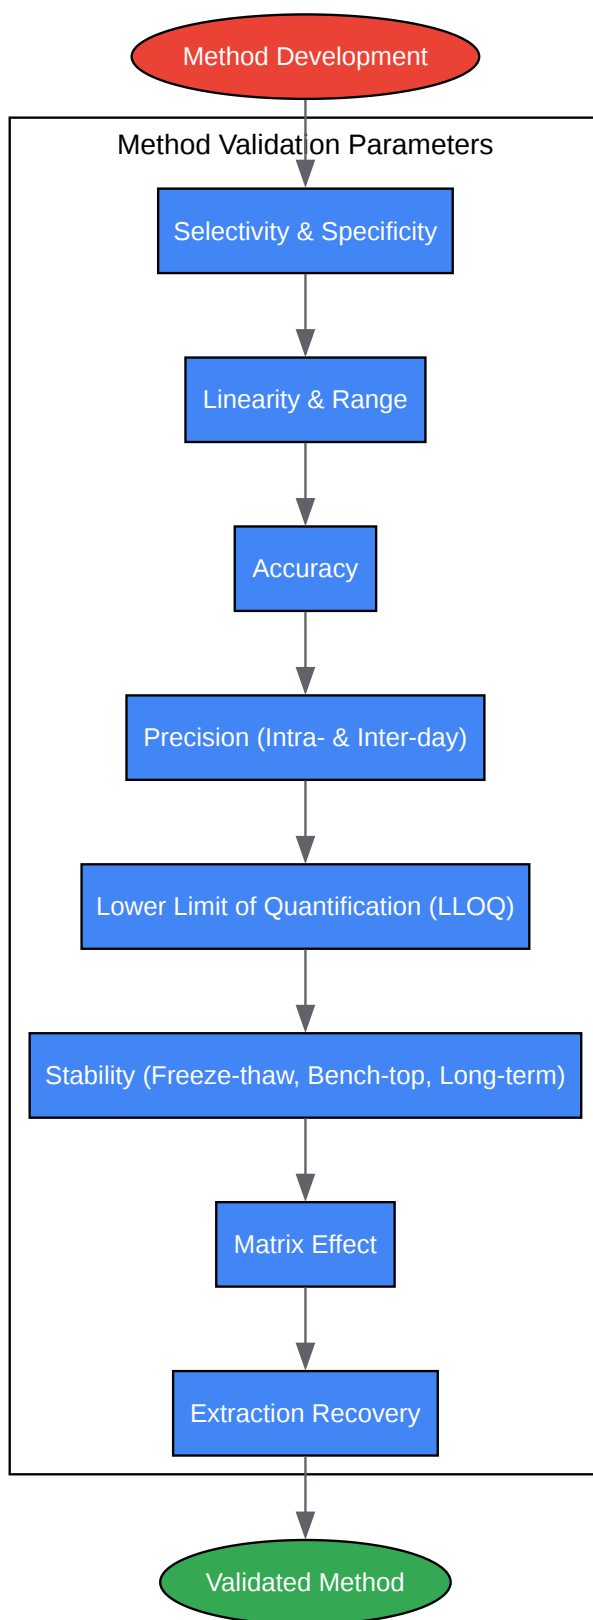 Method Development
Method Validation Parameters
Selectivity & Specificity
Linearity & Range
Accuracy
Precision (Intra- & Inter-day)
Lower Limit of Quantification (LLOQ)
Stability (Freeze-thaw, Bench-top, Long-term)
Matrix Effect
Extraction Recovery
Validated Method